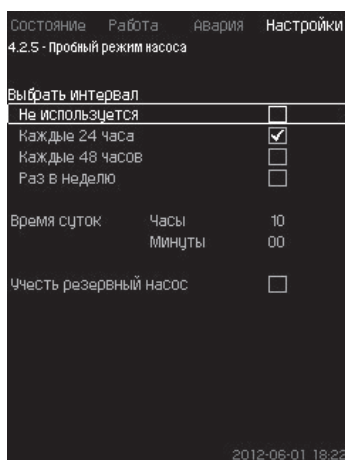 Состояние Работа Авария Настройки
4.2.5 - Пробный режим насоса
Выбрать интервал
Не используется
Каждые 24 часа
Каждые 48 часов
Раз в неделю
Время суток Часы 10
Минуты 00
Учесть резервный насос
2012-06-01 18:22